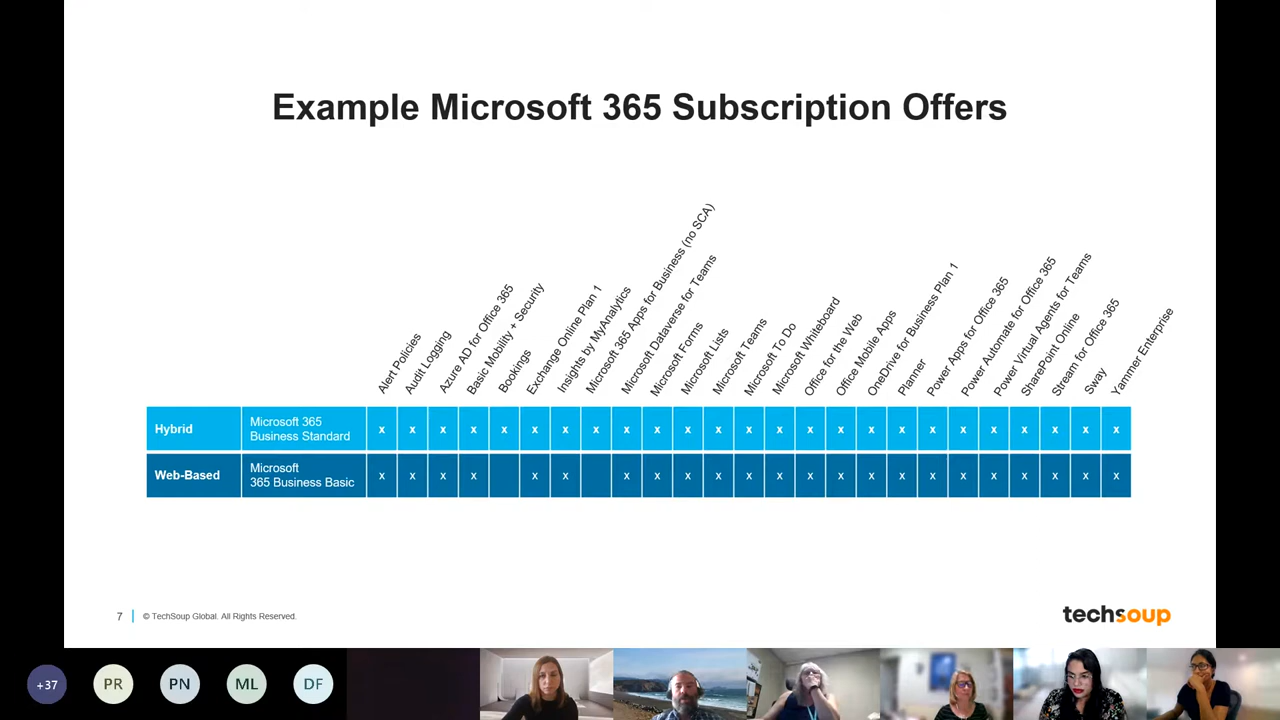 Example Microsoft 365 Subscription Offers
Alert Policies
Audit Logging
Azure AD for Office 365
Basic Mobility + Security
Bookings
Exchange Online Plan 1
Insights by MyAnalytics
Microsoft 365 Apps for Business (no SCA)
Microsoft Dataverse for Teams
Microsoft Forms
Microsoft Lists
Microsoft Teams
Microsoft To Do
Microsoft Whiteboard
Office for the Web
Office Mobile Apps
OneDrive for Business Plan 1
Planner
Power Apps for Office 365
Power Automate for Office 365
Power Virtual Agents for Teams
SharePoint Online
Stream for Office 365
Sway
Yammer Enterprise
Hybrid
Microsoft 365
Business Standard
x x x x x x x x x x x x x x x x x x x x x x x x x
Web-Based
Microsoft
365 Business Basic
x x x x x x x x x x x x x x x x x x x x x x x
7
© TechSoup Global. All Rights Reserved.
techsoup
+37
PR
PN
ML
DF